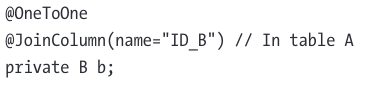 @OneToOne
@JoinColumn(name="ID_B") // In table A
private B b;